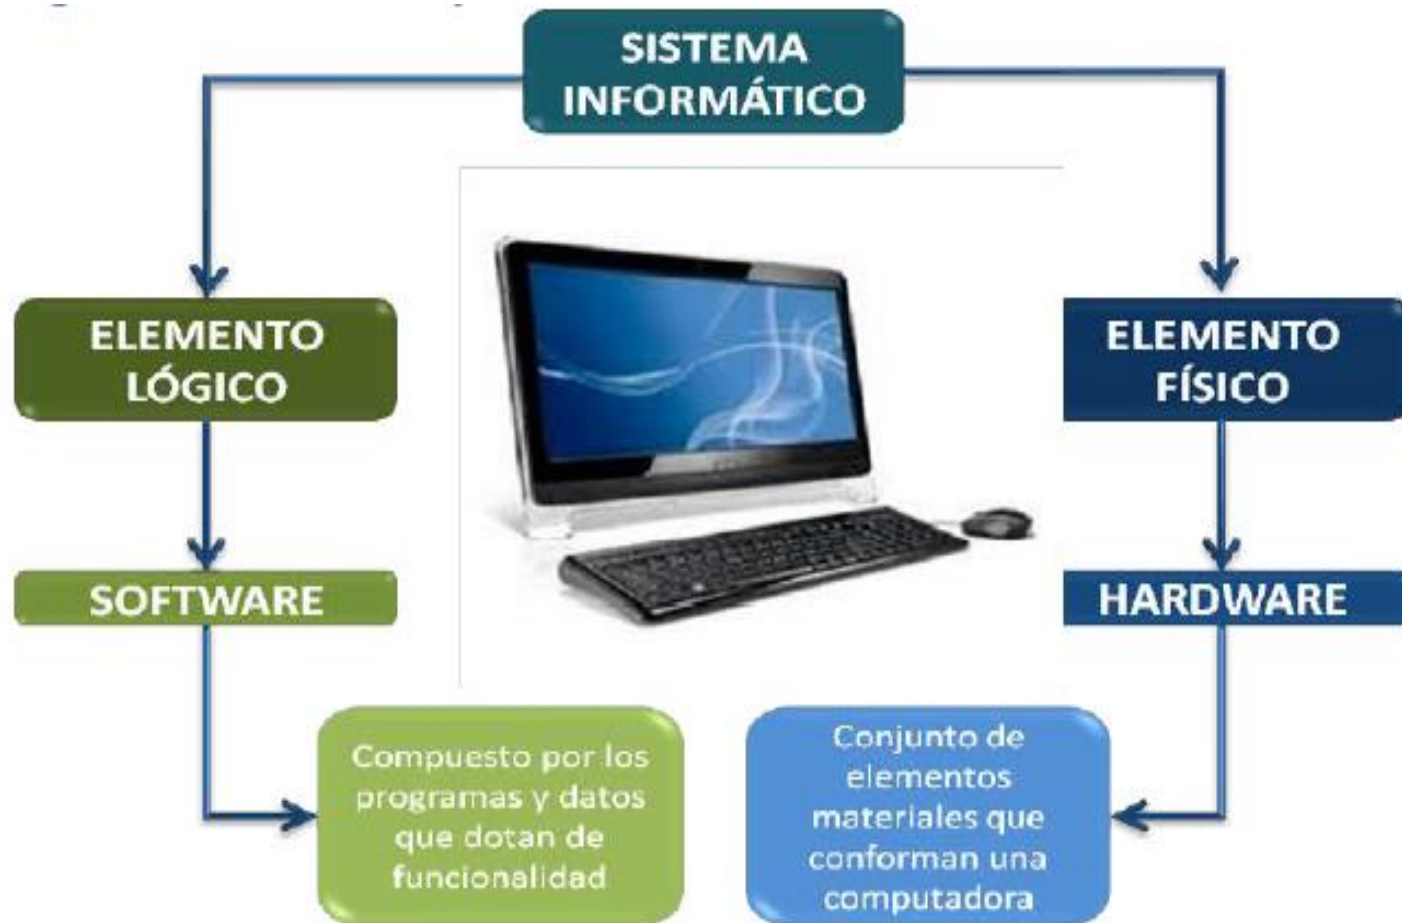 SISTEMA
INFORMÁTICO
ELEMENTO
LÓGICO
ELEMENTO
FÍSICO
SOFTWARE
HARDWARE
Compuesto por los
programas y datos
que dotan de
funcionalidad
Conjunto de
elementos
materiales que
conforman una
computadora